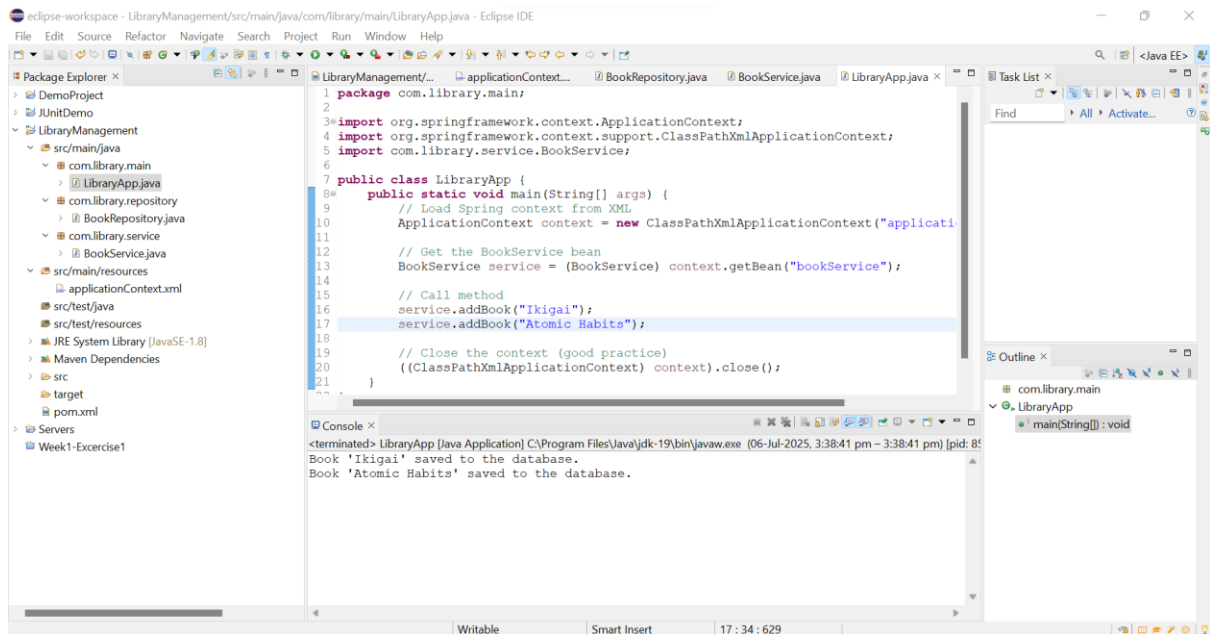 eclipse-workspace - LibraryManagement/src/main/java/com/library/main/LibraryApp.java - Eclipse IDE
File Edit Source Refactor Navigate Search Project Run Window Help
<Java EE>
Package Explorer
DemoProject
JUnitDemo
LibraryManagement
src/main/java
com.library.main
LibraryApp.java
com.library.repository
BookRepository.java
com.library.service
BookService.java
src/main/resources
applicationContext.xml
src/test/java
src/test/resources
JRE System Library [JavaSE-1.8]
Maven Dependencies
src
target
pom.xml
Servers
Week1-Excercise1
LibraryManagement/... applicationContext.... BookRepository.java BookService.java LibraryApp.java
1 package com.library.main;
2
3 import org.springframework.context.ApplicationContext;
4 import org.springframework.context.support.ClassPathXmlApplicationContext;
5 import com.library.service.BookService;
6
7 public class LibraryApp {
8 public static void main(String[] args) {
9 // Load Spring context from XML
10 ApplicationContext context = new ClassPathXmlApplicationContext("applicati
11
12 // Get the BookService bean
13 BookService service = (BookService) context.getBean("bookService");
14
15 // Call method
16 service.addBook("Ikigai");
17 service.addBook("Atomic Habits");
18
19 // Close the context (good practice)
20 ((ClassPathXmlApplicationContext) context).close();
21 }
Console
<terminated> LibraryApp [Java Application] C:\Program Files\Java\jdk-19\bin\javaw.exe (06-Jul-2025, 3:38:41 pm – 3:38:41 pm) [pid: 85
Book 'Ikigai' saved to the database.
Book 'Atomic Habits' saved to the database.
Task List
Find All Activate...
Outline
com.library.main
LibraryApp
main(String[]) : void
Writable Smart Insert 17 : 34 : 629